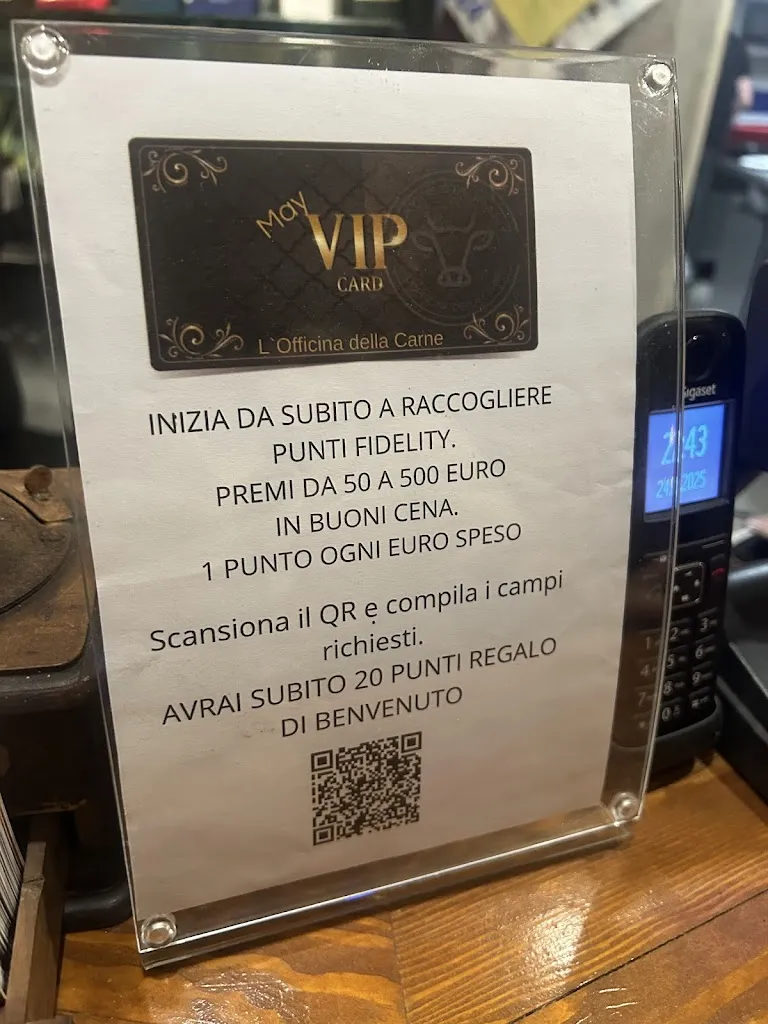 May
VIP
CARD
L`Officina della Carne
INIZIA DA SUBITO A RACCOGLIERE
PUNTI FIDELITY.
PREMI DA 50 A 500 EURO
IN BUONI CENA.
1 PUNTO OGNI EURO SPESO
Scansiona il QR e compila i campi
richiesti.
AVRAI SUBITO 20 PUNTI REGALO
DI BENVENUTO
Gigaset